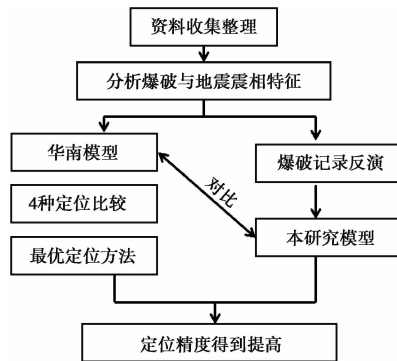 资料收集整理
分析爆破与地震震相特征
华南模型
爆破记录反演
4种定位比较
对比
本研究模型
最优定位方法
定位精度得到提高